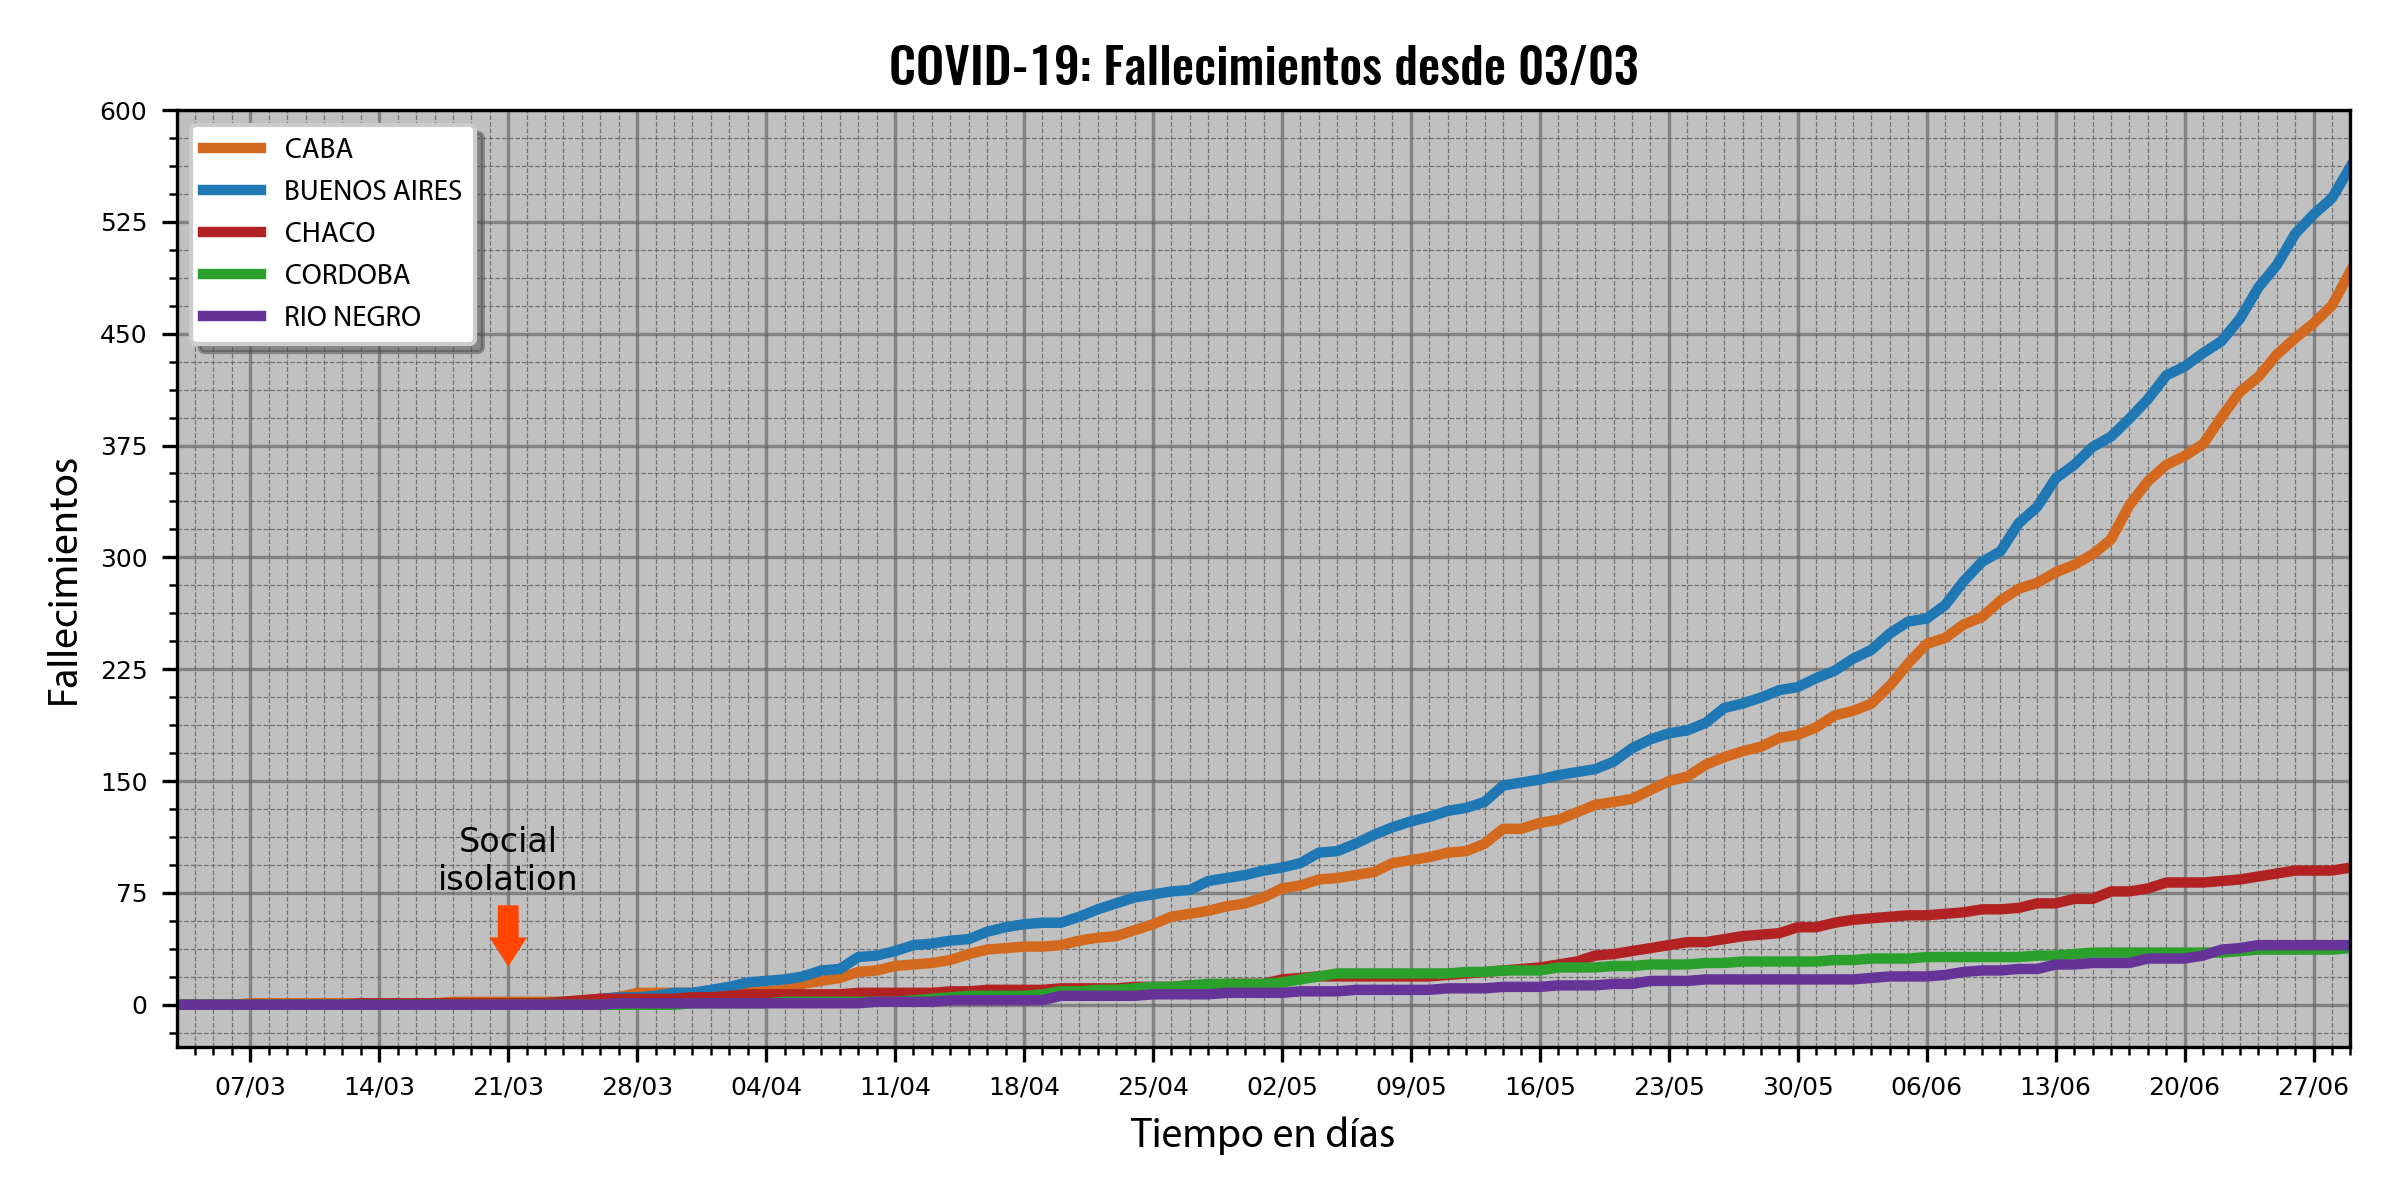 COVID-19: Fallecimientos desde 03/03
600
525
450
375
300
225
150
75
0
Fallecimientos
CABA
BUENOS AIRES
CHACO
CORDOBA
RIO NEGRO
Social
isolation
07/03 14/03 21/03 28/03 04/04 11/04 18/04 25/04 02/05 09/05 16/05 23/05 30/05 06/06 13/06 20/06 27/06
Tiempo en días